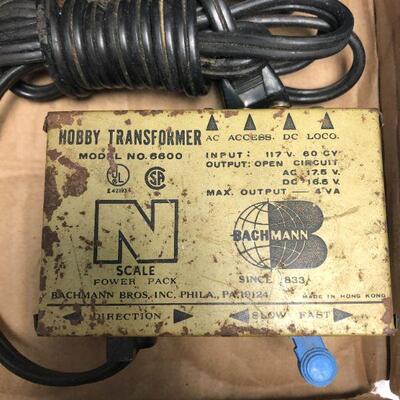 HOBBY TRANSFORMER
AC ACCESS. DC LOCO.
MODEL NO. 6600
INPUT: 117 V. 60 CY
OUTPUT: OPEN CIRCUIT
AC 17.5 V.
DC 16.5 V.
MAX. OUTPUT — 4 VA
UL
SA
N
SCALE
POWER PACK
B
BACHMANN
SINCE 1833
BACHMANN BROS., INC. PHILA., PA. 19124
MADE IN HONG KONG
DIRECTION
SLOW FAST